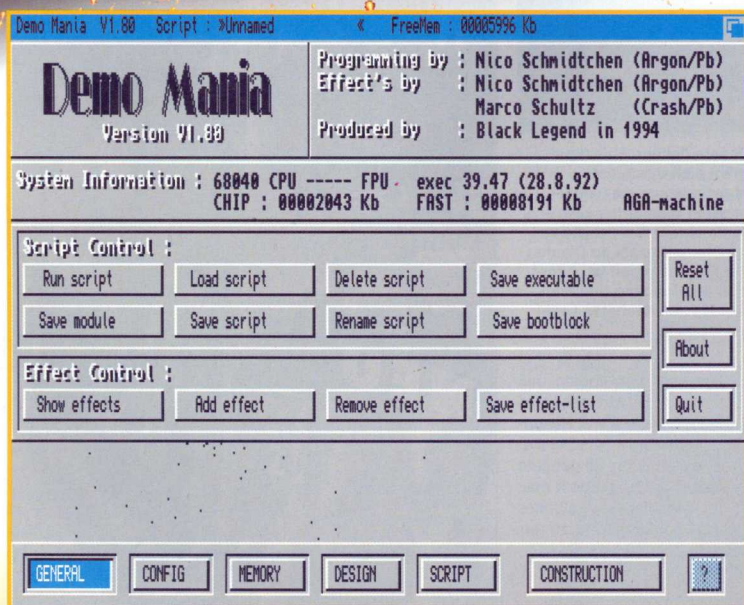 Demo Mania V1.80 Script : »Unnamed « FreeMem : 00005996 Kb
Demo Mania
Version V1.80
Programming by : Nico Schmidtchen (Argon/Pb)
Effect's by : Nico Schmidtchen (Argon/Pb)
Marco Schultz (Crash/Pb)
Produced by : Black Legend in 1994
System Information : 68040 CPU ----- FPU exec 39.47 (28.8.92)
CHIP : 00002043 Kb FAST : 00008191 Kb AGA-machine
Script Control :
Run script Load script Delete script Save executable
Save module Save script Rename script Save bootblock
Effect Control :
Show effects Add effect Remove effect Save effect-list
Reset All
About
Quit
GENERAL CONFIG MEMORY DESIGN SCRIPT CONSTRUCTION ?